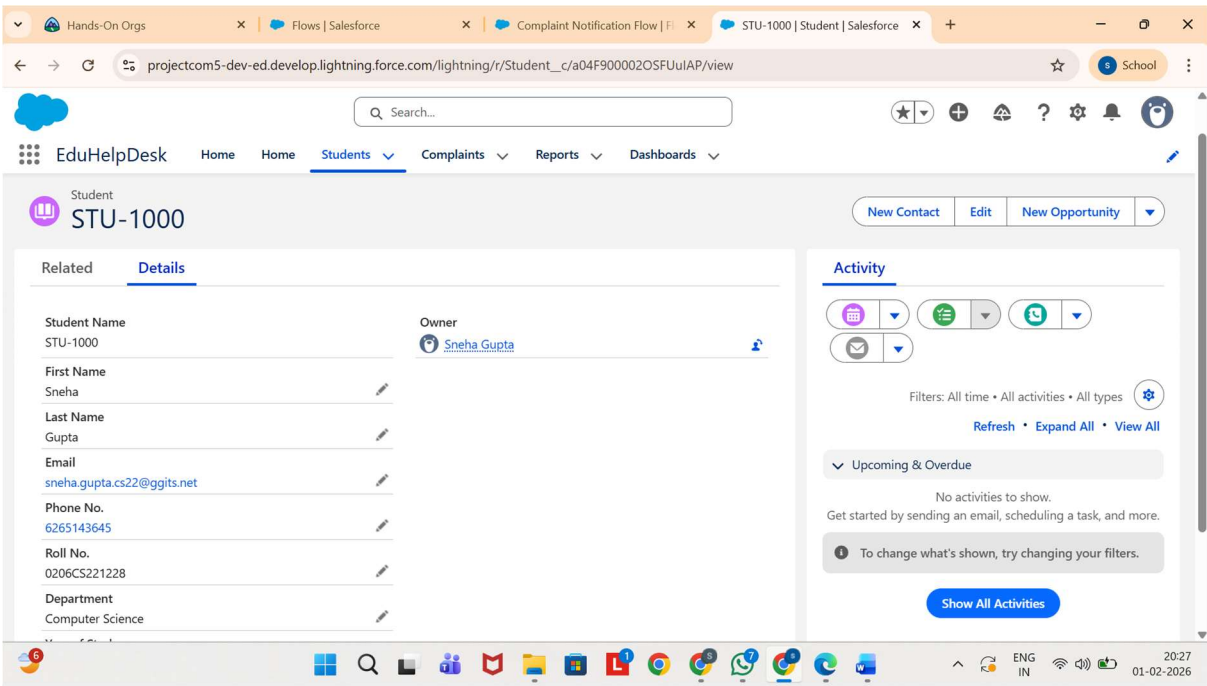 Hands-On Orgs
Flows | Salesforce
Complaint Notification Flow | Fl
STU-1000 | Student | Salesforce
projectcom5-dev-ed.develop.lightning.force.com/lightning/r/Student__c/a04F900002OSFUuIAP/view
S School
Search...
EduHelpDesk Home Home Students Complaints Reports Dashboards
Student
STU-1000
New Contact Edit New Opportunity
Related Details
Student Name
STU-1000
First Name
Sneha
Last Name
Gupta
Email
sneha.gupta.cs22@ggits.net
Phone No.
6265143645
Roll No.
0206CS221228
Department
Computer Science
Owner
Sneha Gupta
Activity
Filters: All time • All activities • All types
Refresh • Expand All • View All
Upcoming & Overdue
No activities to show.
Get started by sending an email, scheduling a task, and more.
To change what's shown, try changing your filters.
Show All Activities
6
1
7
ENG
IN
20:27
01-02-2026